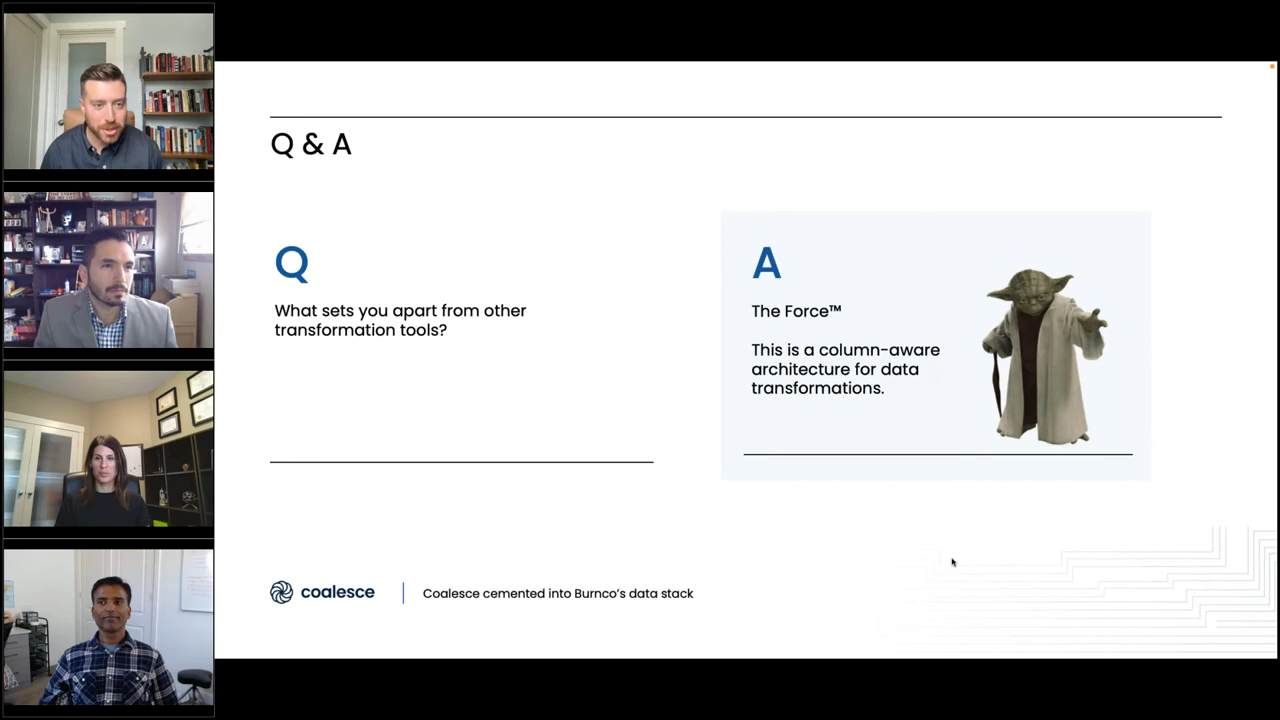 Q & A
Q
What sets you apart from other
transformation tools?
A
The Force™
This is a column-aware
architecture for data
transformations.
coalesce
Coalesce cemented into Burnco's data stack